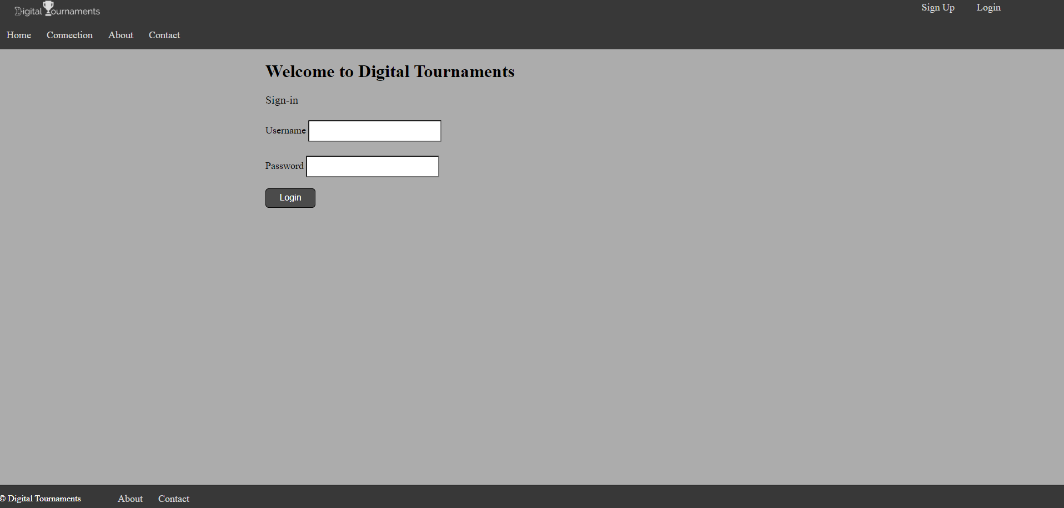 Digital Tournaments
Sign Up Login
Home Connection About Contact
Welcome to Digital Tournaments
Sign-in
Username
Password
Login
© Digital Tournaments About Contact